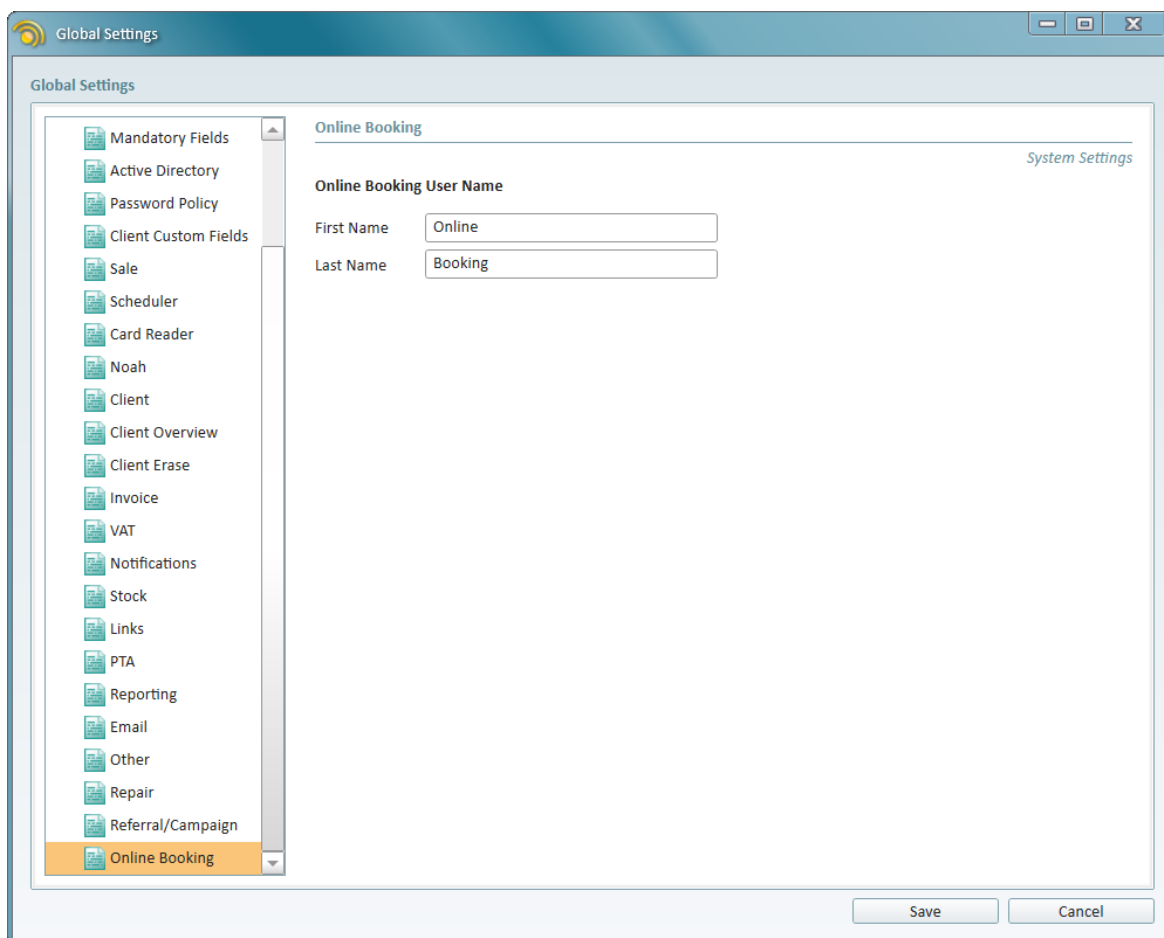 Global Settings
Global Settings
Mandatory Fields
Active Directory
Password Policy
Client Custom Fields
Sale
Scheduler
Card Reader
Noah
Client
Client Overview
Client Erase
Invoice
VAT
Notifications
Stock
Links
PTA
Reporting
Email
Other
Repair
Referral/Campaign
Online Booking
Online Booking
System Settings
Online Booking User Name
First Name Online
Last Name Booking
Save Cancel